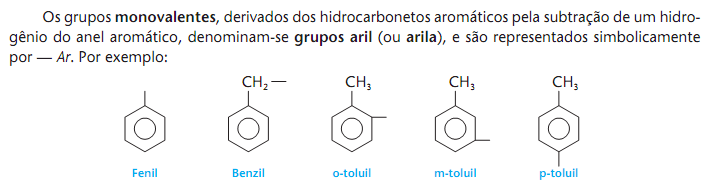 Os grupos monovalentes, derivados dos hidrocarbonetos aromáticos pela subtração de um hidro-
gênio do anel aromático, denominam-se grupos aril (ou arila), e são representados simbolicamente
por — Ar. Por exemplo:
CH₂— CH₃ CH₃ CH₃
Fenil Benzil o-toluil m-toluil p-toluil